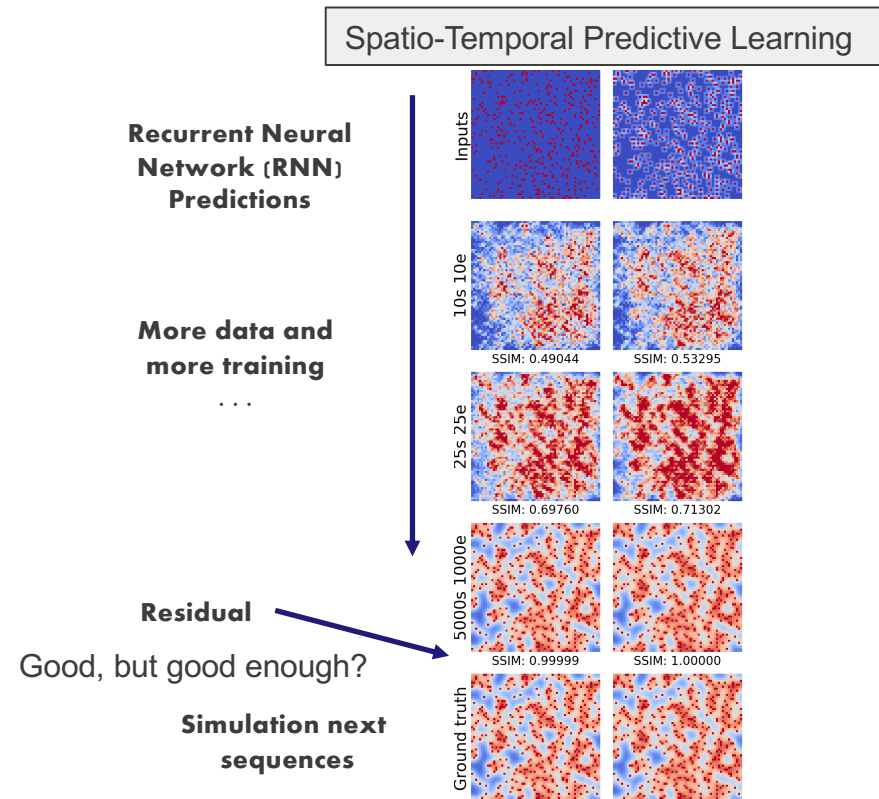 Spatio-Temporal Predictive Learning
Recurrent Neural
Network (RNN)
Predictions
Inputs
More data and
more training
. . .
10s 10e
SSIM: 0.49044
SSIM: 0.53295
25s 25e
SSIM: 0.69760
SSIM: 0.71302
5000s 1000e
Residual
SSIM: 0.99999
SSIM: 1.00000
Good, but good enough?
Simulation next
sequences
Ground truth